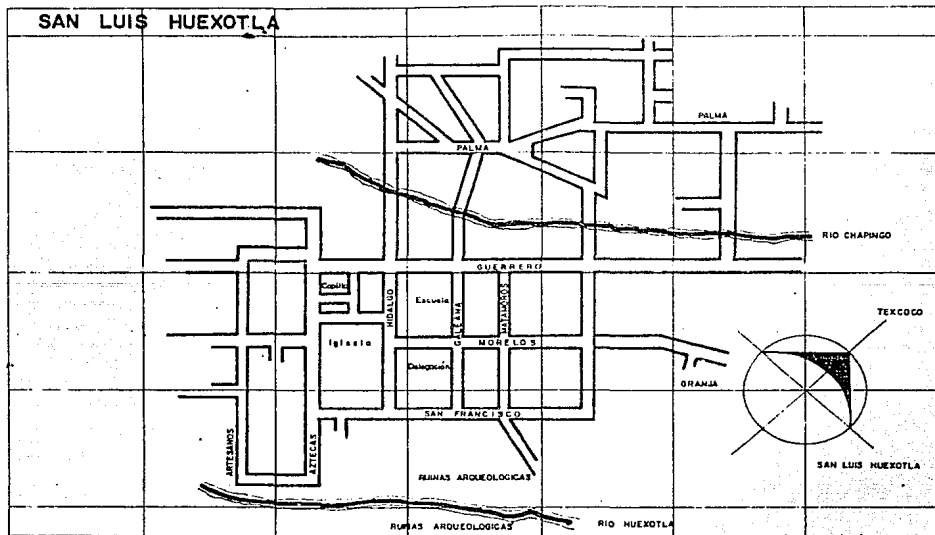 SAN LUIS HUEXOTLA
PALMA
PALMA
RIO CHAPINGO
GUERRERO
Capilla
HIDALGO
Escuela
GALEANA
MATAMOROS
TEXCOCO
Iglesia
MORELOS
Delegación
GRANJA
SAN FRANCISCO
ARTESANOS
AZTECAS
SAN LUIS HUEXOTLA
RUINAS ARQUEOLOGICAS
RUINAS ARQUEOLOGICAS
RIO HUEXOTLA